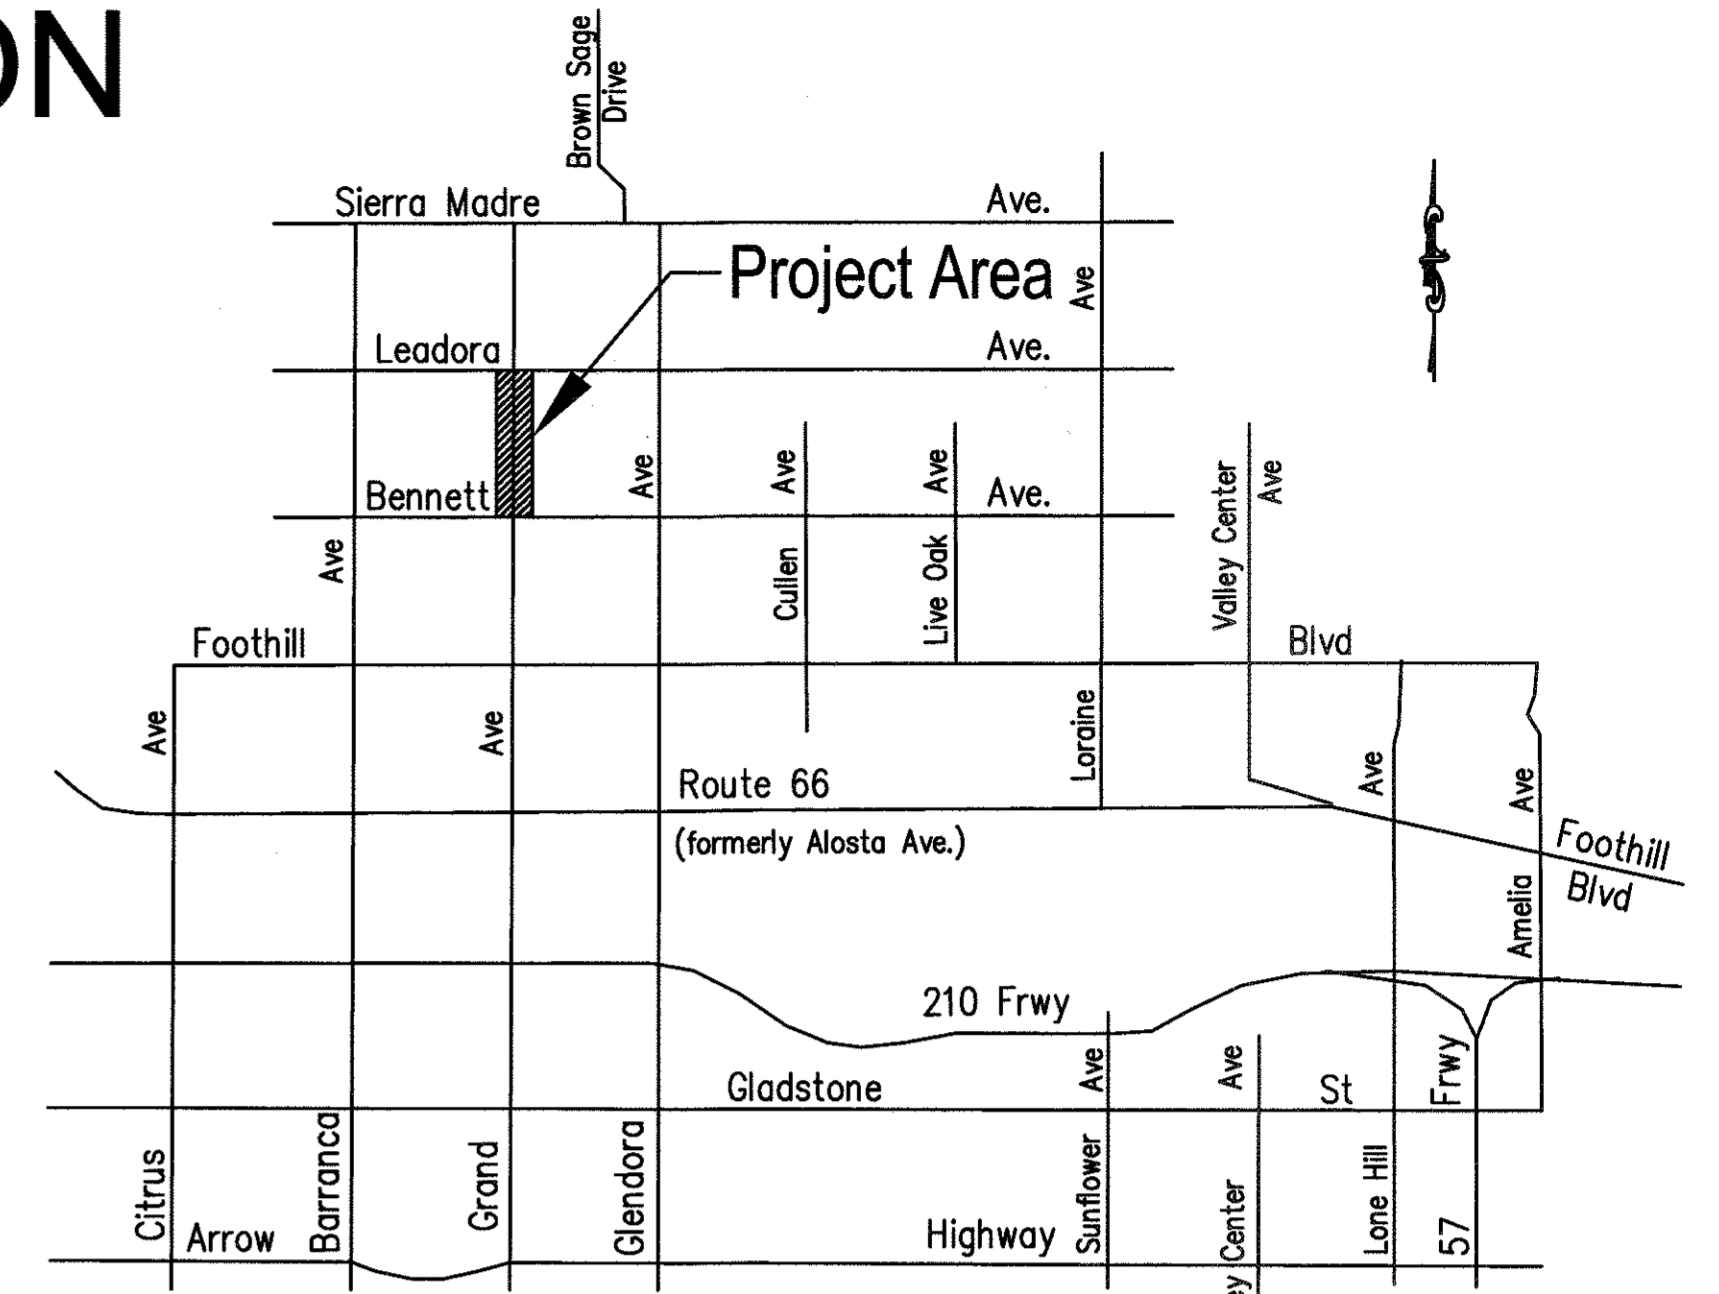 ON
Brown Sage
Drive
Sierra Madre Ave.
Project Area
Ave
Leadora Ave.
Bennett Ave.
Ave
Ave
Ave
Ave
Valley Center
Ave
Cullen
Live Oak
Foothill Blvd
Ave
Ave
Ave
Loraine
Ave
Ave
Route 66
(formerly Alosta Ave.)
Foothill
Blvd
Amelia
210 Frwy
Gladstone St
Ave
Ave
Frwy
Citrus
Barranca
Grand
Glendora
Sunflower
ey Center
Lone Hill
57
Arrow Highway